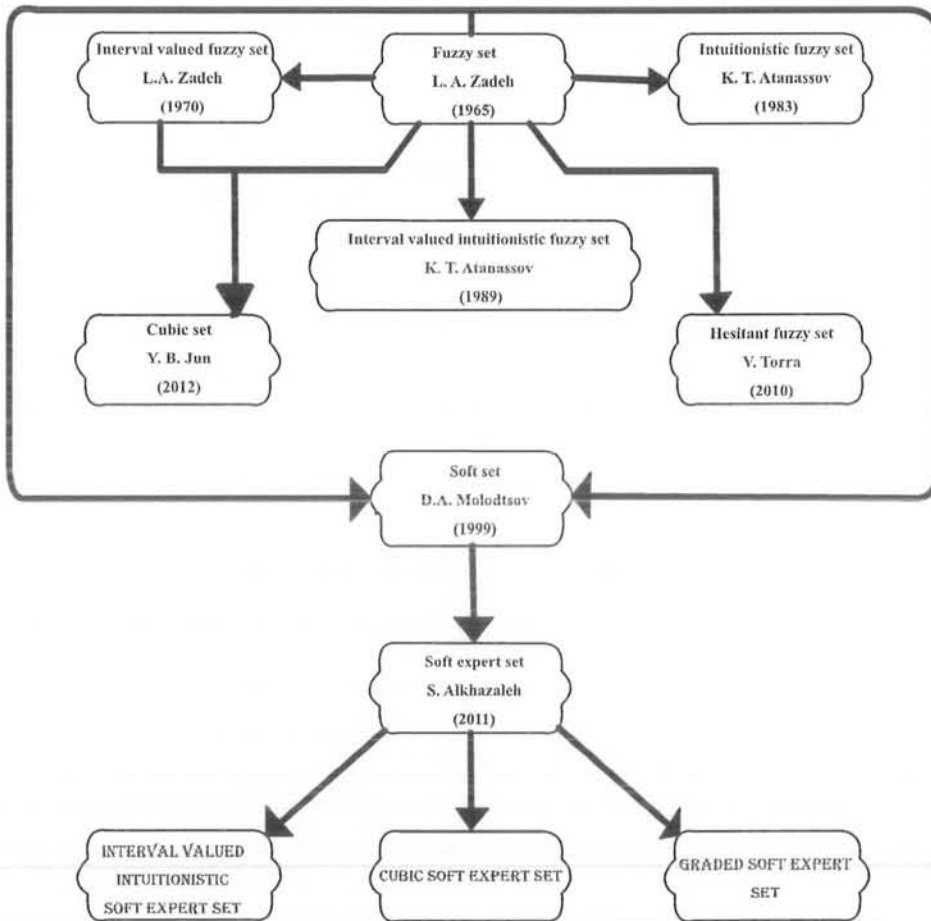 Interval valued fuzzy set
L.A. Zadeh
(1970)
Fuzzy set
L. A. Zadeh
(1965)
Intuitionistic fuzzy set
K. T. Atanassov
(1983)
Interval valued intuitionistic fuzzy set
K. T. Atanassov
(1989)
Cubic set
Y. B. Jun
(2012)
Hesitant fuzzy set
V. Torra
(2010)
Soft set
D.A. Molodtsov
(1999)
Soft expert set
S. Alkhazaleh
(2011)
INTERVAL VALUED
INTUITIONISTIC
SOFT EXPERT SET
CUBIC SOFT EXPERT SET
GRADED SOFT EXPERT
SET